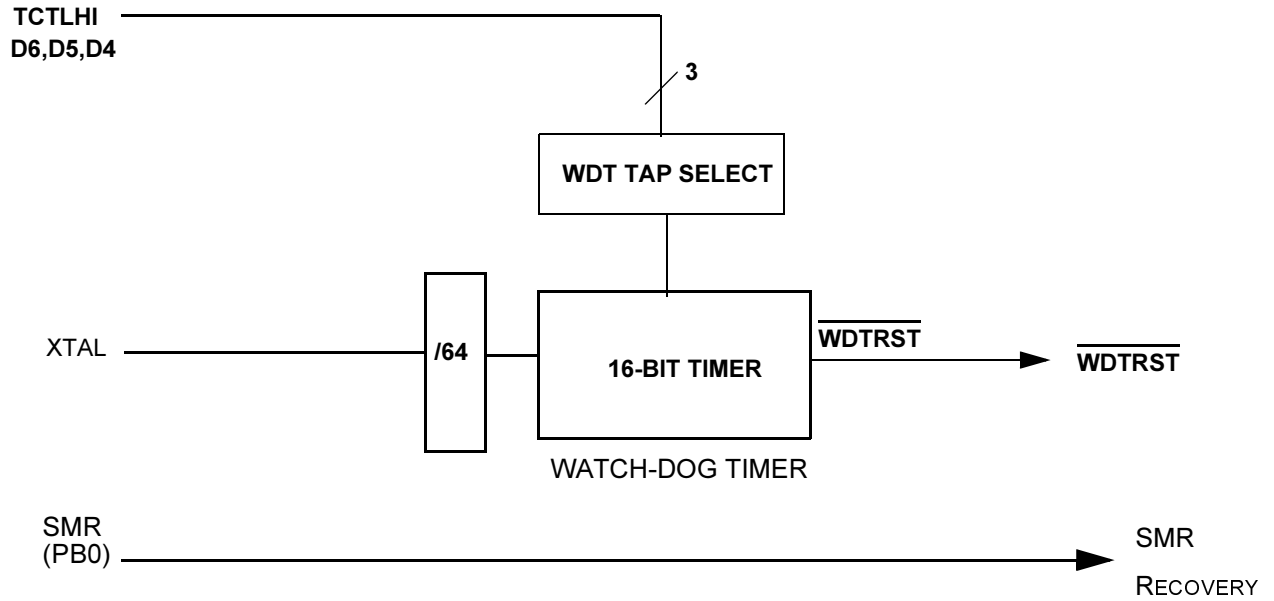 TCTLHI
D6,D5,D4
3
WDT TAP SELECT
XTAL
/64
16-BIT TIMER
WDTRST
WDTRST
WATCH-DOG TIMER
SMR
(PB0)
SMR
RECOVERY